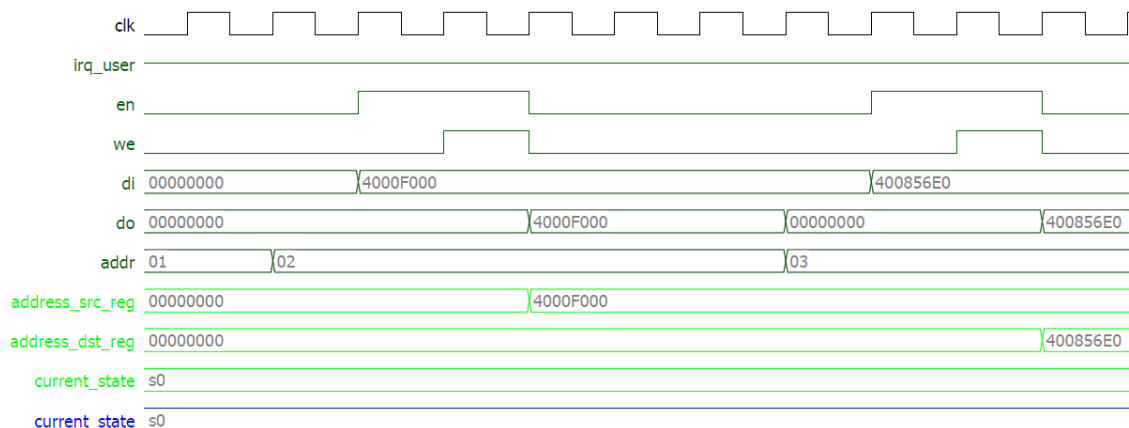 clk
irq_user
en
we
di 00000000 4000F000 400856E0
do 00000000 4000F000 00000000 400856E0
addr 01 02 03
address_src_reg 00000000 4000F000
address_dst_reg 00000000 400856E0
current_state s0
current_state s0